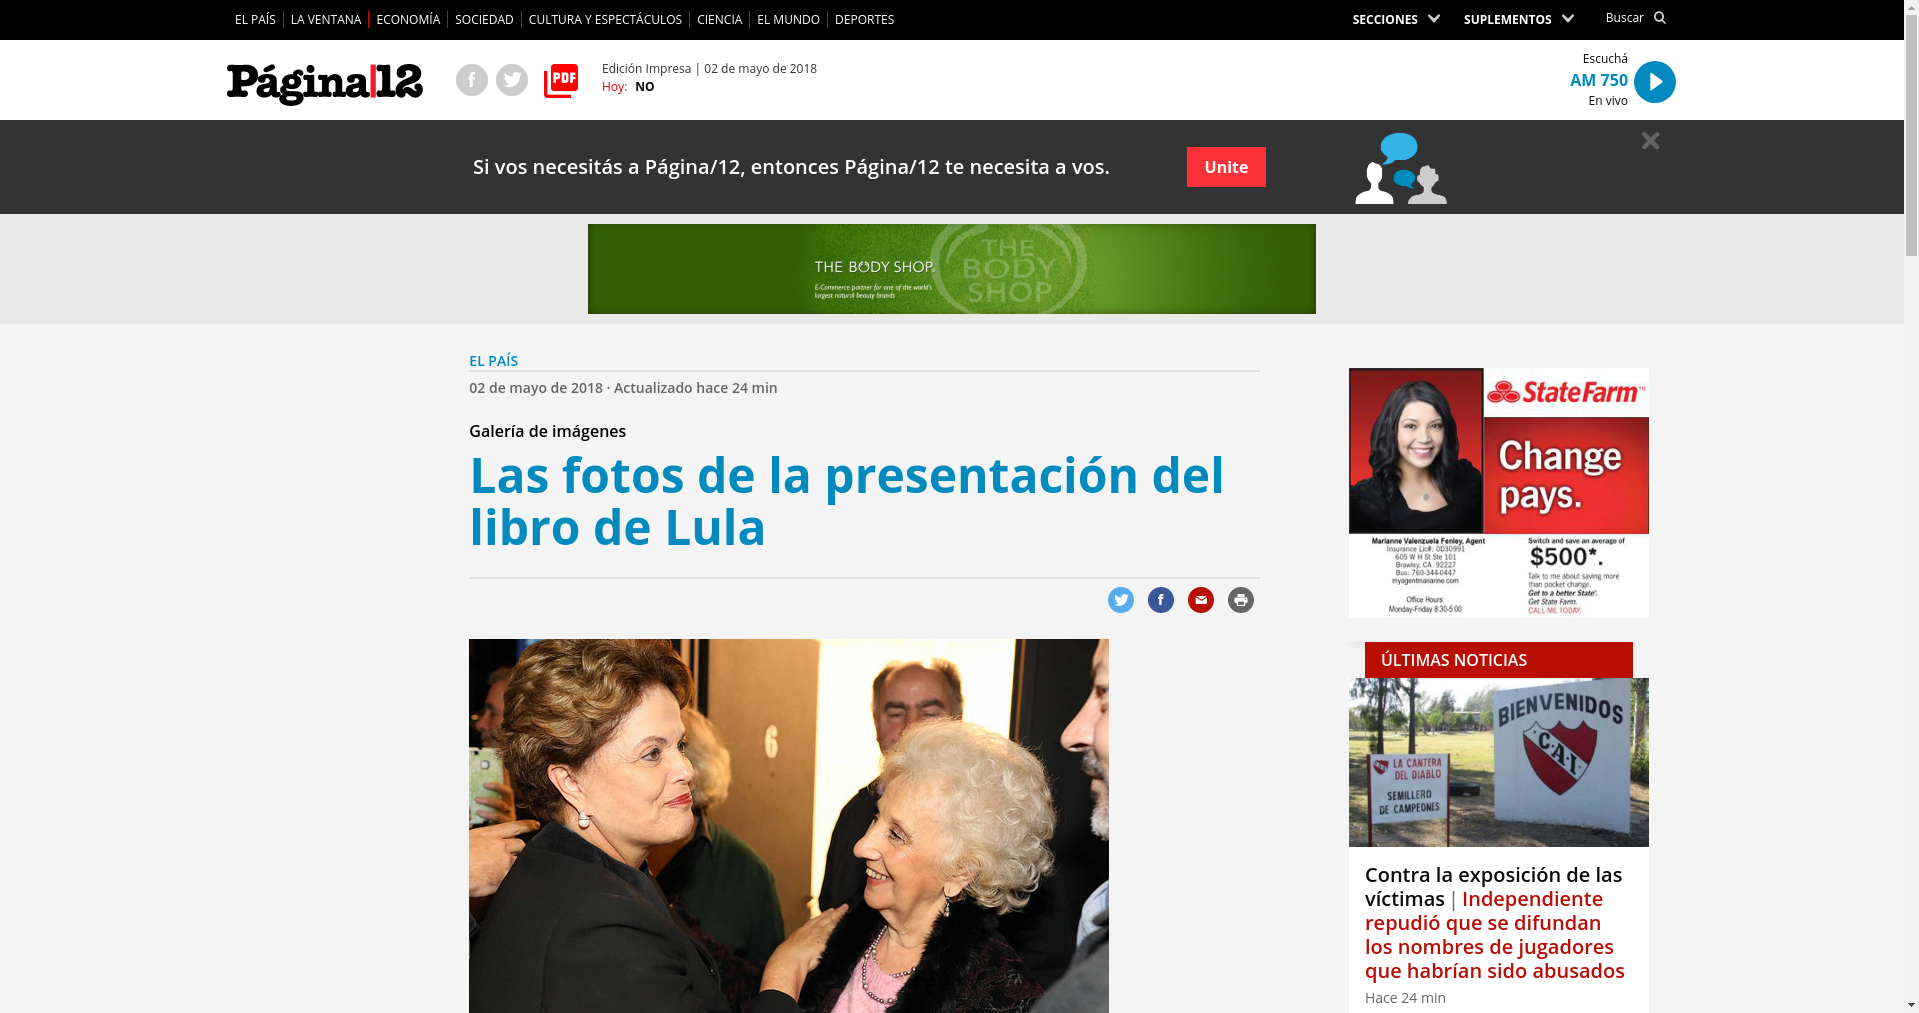 EL PAÍS
LA VENTANA
ECONOMÍA
SOCIEDAD
CULTURA Y ESPECTÁCULOS
CIENCIA
EL MUNDO
DEPORTES
SECCIONES
SUPLEMENTOS
Buscar
Página|12
f
PDF
Edición Impresa | 02 de mayo de 2018
Hoy: NO
Escuchá
AM 750
En vivo
Si vos necesitás a Página/12, entonces Página/12 te necesita a vos.
Unite
THE BODY SHOP.
E-Commerce partner for one of the world's
largest natural beauty brands
THE
BODY
SHOP
EL PAÍS
02 de mayo de 2018 · Actualizado hace 24 min
Galería de imágenes
Las fotos de la presentación del
libro de Lula
f
6
State Farm™
Change
pays.
Marianne Valenzuela Fenley, Agent
Insurance Lic#: 0D30991
605 W H St Ste 101
Brawley, CA 92227
Bus: 760-344-0447
myagentmarianne.com
Office Hours:
Monday-Friday 8:30-5:00
Switch and save an average of
$500*.
Talk to me about saving more
than pocket change.
Get to a better State®.
Get State Farm.
CALL ME TODAY.
ÚLTIMAS NOTICIAS
BIENVENIDOS
C.A.I
LA CANTERA
DEL DIABLO
SEMILLERO
DE CAMPEONES
Contra la exposición de las
víctimas | Independiente
repudió que se difundan
los nombres de jugadores
que habrían sido abusados
Hace 24 min